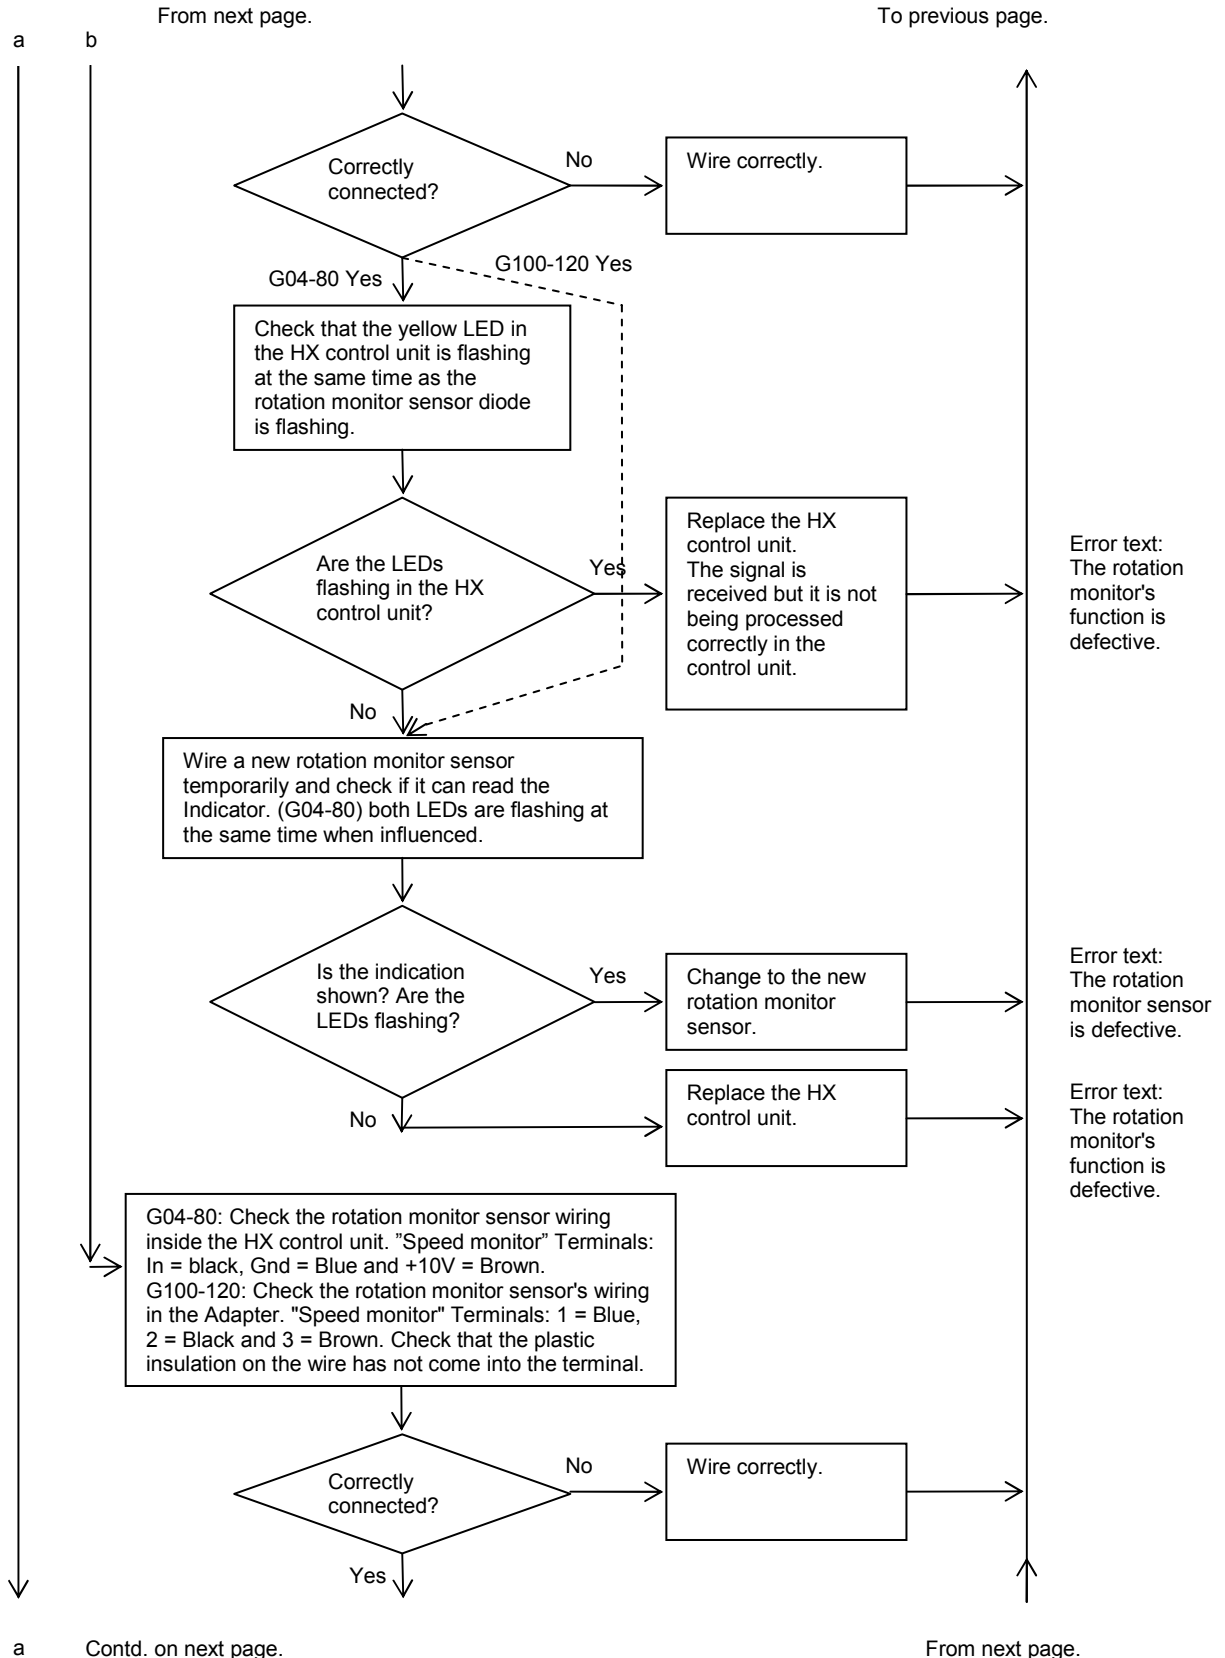 From next page.
To previous page.
a
b
Correctly
connected?
No
Wire correctly.
G04-80 Yes
G100-120 Yes
Check that the yellow LED in
the HX control unit is flashing
at the same time as the
rotation monitor sensor diode
is flashing.
Are the LEDs
flashing in the HX
control unit?
Yes
Replace the HX
control unit.
The signal is
received but it is not
being processed
correctly in the
control unit.
Error text:
The rotation
monitor's
function is
defective.
No
Wire a new rotation monitor sensor
temporarily and check if it can read the
Indicator. (G04-80) both LEDs are flashing at
the same time when influenced.
Is the indication
shown? Are the
LEDs flashing?
Yes
Change to the new
rotation monitor
sensor.
Error text:
The rotation
monitor sensor
is defective.
No
Replace the HX
control unit.
Error text:
The rotation
monitor's
function is
defective.
G04-80: Check the rotation monitor sensor wiring
inside the HX control unit. ”Speed monitor” Terminals:
In = black, Gnd = Blue and +10V = Brown.
G100-120: Check the rotation monitor sensor's wiring
in the Adapter. "Speed monitor" Terminals: 1 = Blue,
2 = Black and 3 = Brown. Check that the plastic
insulation on the wire has not come into the terminal.
Correctly
connected?
No
Wire correctly.
Yes
a
Contd. on next page.
From next page.